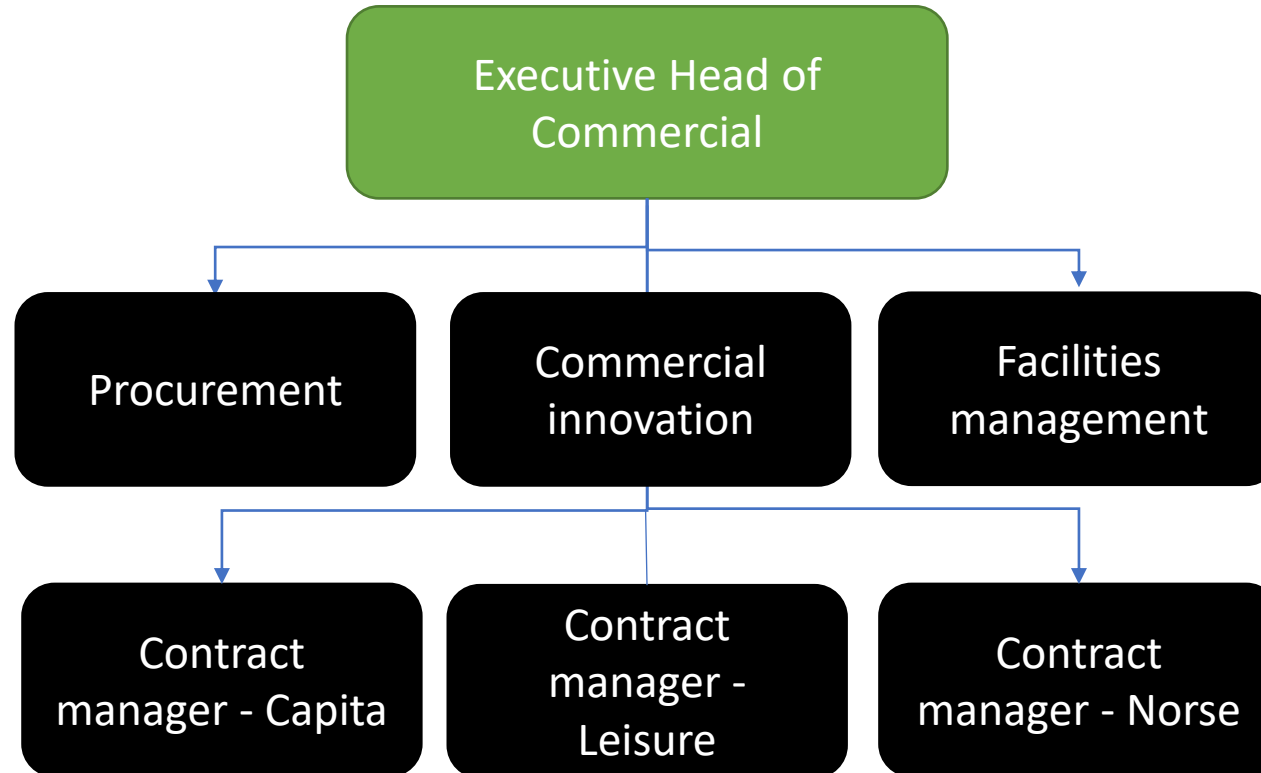 Executive Head of
Commercial
Procurement
Commercial
innovation
Facilities
management
Contract
manager - Capita
Contract
manager -
Leisure
Contract
manager - Norse